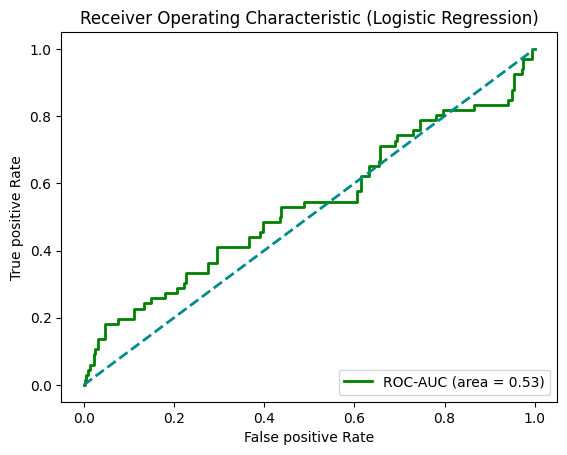 Receiver Operating Characteristic (Logistic Regression)
1.0
0.8
0.6
0.4
0.2
0.0
True positive Rate
ROC-AUC (area = 0.53)
0.0 0.2 0.4 0.6 0.8 1.0
False positive Rate